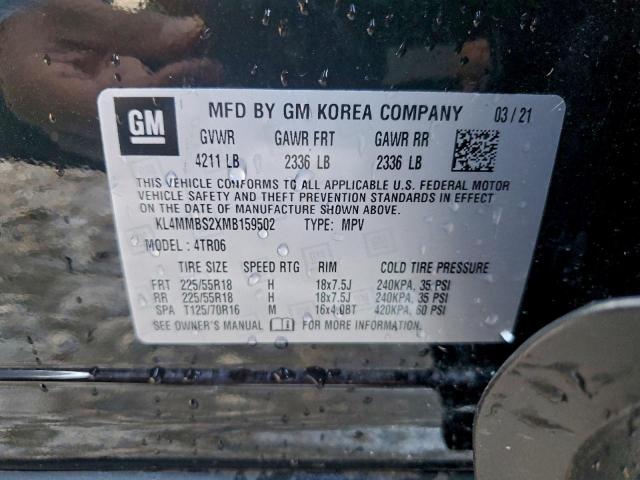 GM MFD BY GM KOREA COMPANY 03/21
GVWR GAWR FRT GAWR RR
4211 LB 2336 LB 2336 LB
THIS VEHICLE CONFORMS TO ALL APPLICABLE U.S. FEDERAL MOTOR
VEHICLE SAFETY AND THEFT PREVENTION STANDARDS IN EFFECT
ON THE DATE OF MANUFACTURE SHOWN ABOVE.
KL4MMBS2XMB159502 TYPE: MPV
MODEL: 4TR06
TIRE SIZE SPEED RTG RIM COLD TIRE PRESSURE
FRT 225/55R18 H 18x7.5J 240KPA, 35 PSI
RR 225/55R18 H 18x7.5J 240KPA, 35 PSI
SPA T125/70R16 M 16x4.0BT 420KPA, 60 PSI
SEE OWNER'S MANUAL FOR MORE INFORMATION.